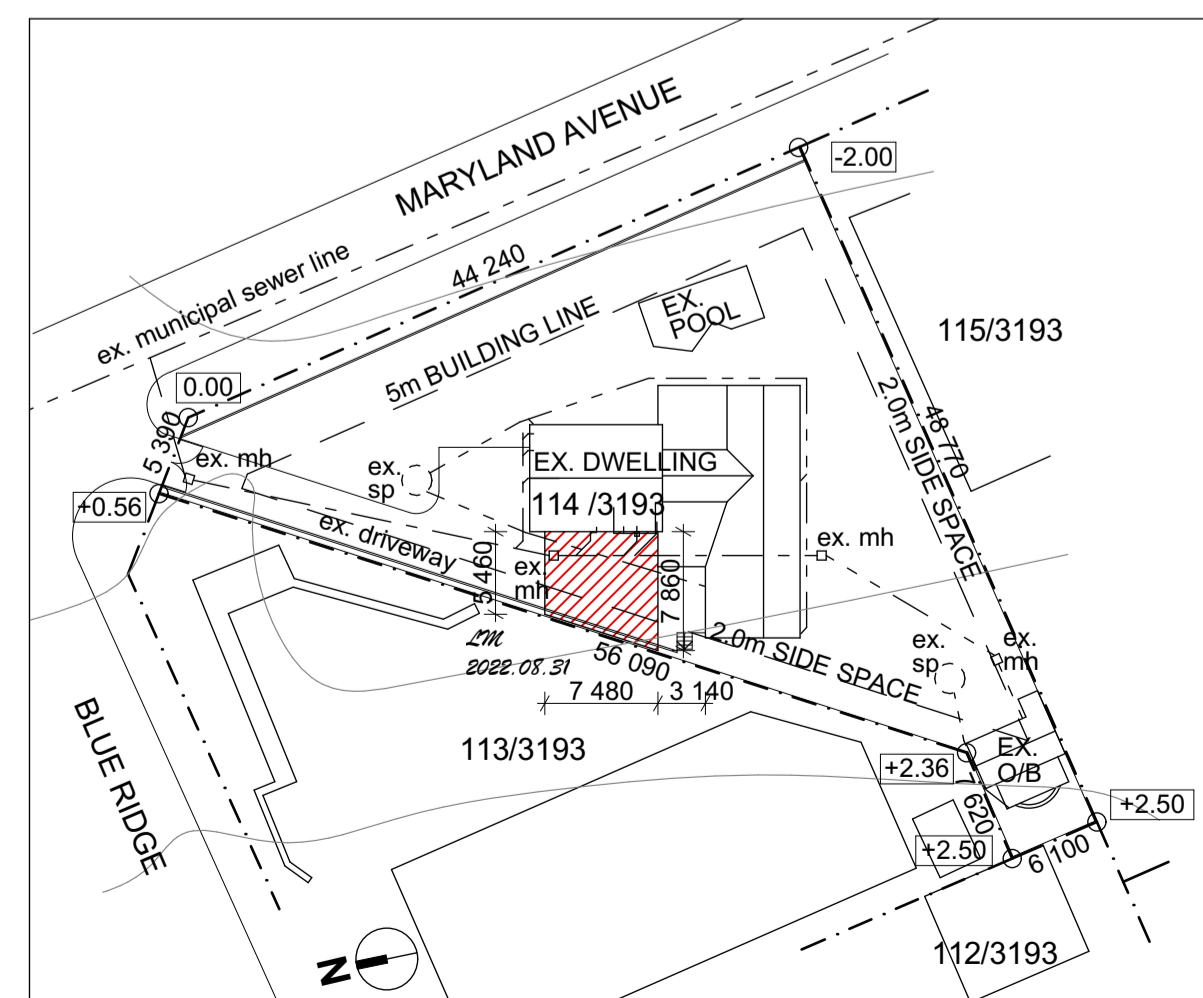 MARYLAND AVENUE
-2.00
44 240
ex. municipal sewer line
EX.
POOL
115/3193
5m BUILDING LINE
0.00
2.0m SIDE SPACE
48 770
5 390
ex. mh
ex.
sp
EX. DWELLING
114 /3193
+0.56
ex. driveway
5 460
ex.
mh
7 860
ex. mh
LM
2022.08.31
56 090
2.0m SIDE SPACE
ex.
sp
ex.
mh
7 480
3 140
BLUE RIDGE
113/3193
EX.
O/B
+2.36
7 620
+2.50
+2.50
6 100
112/3193
N